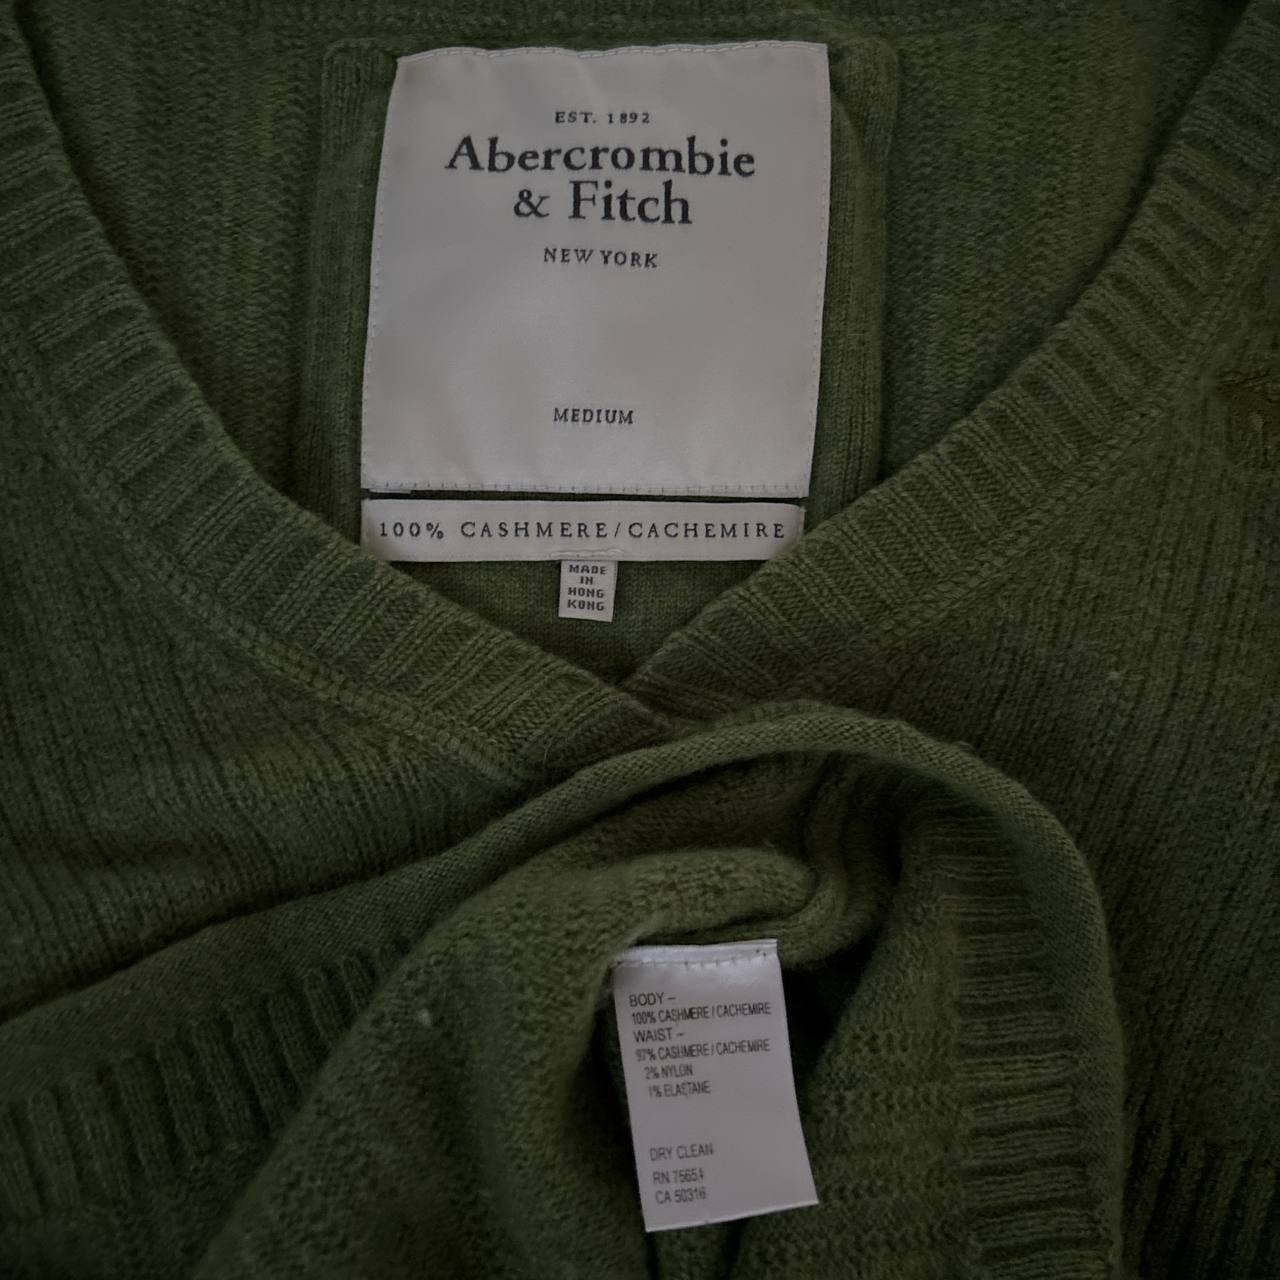 EST. 1892
Abercrombie
& Fitch
NEW YORK
MEDIUM
100% CASHMERE/CACHEMIRE
MADE
IN
HONG
KONG
BODY –
100% CASHMERE / CACHEMIRE
WAIST –
97% CASHMERE / CACHEMIRE
2% NYLON
1% ELASTANE
DRY CLEAN
RN 75654
CA 50316